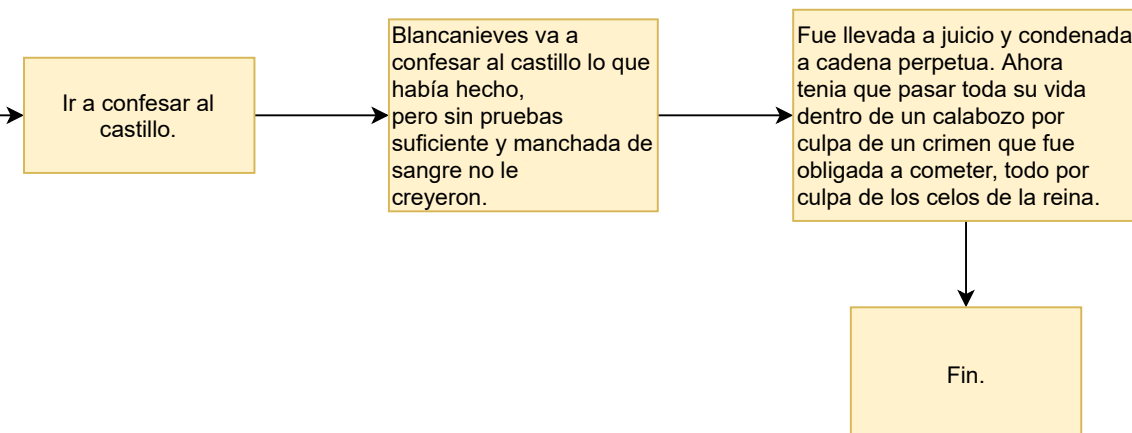 Ir a confesar al
castillo.
Blancanieves va a
confesar al castillo lo que
había hecho,
pero sin pruebas
suficiente y manchada de
sangre no le
creyeron.
Fue llevada a juicio y condenada
a cadena perpetua. Ahora
tenia que pasar toda su vida
dentro de un calabozo por
culpa de un crimen que fue
obligada a cometer, todo por
culpa de los celos de la reina.
Fin.